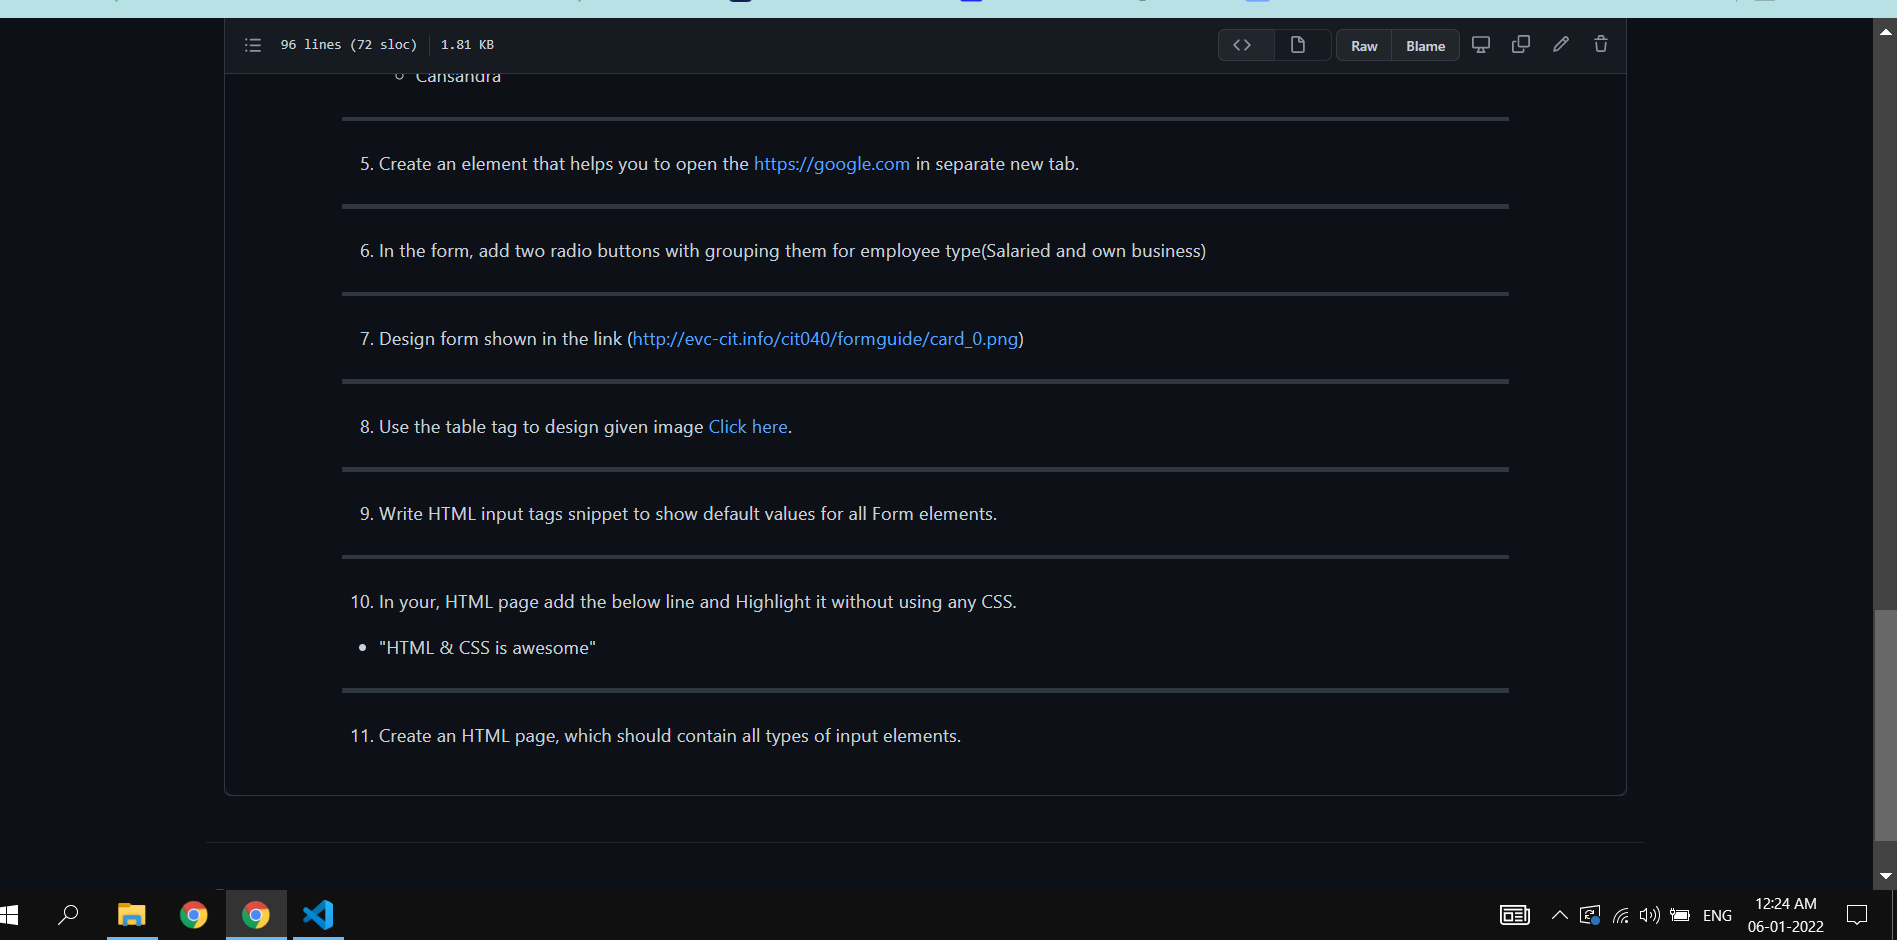 96 lines (72 sloc) 1.81 KB
Raw Blame
Cansandra
5. Create an element that helps you to open the https://google.com in separate new tab.
6. In the form, add two radio buttons with grouping them for employee type(Salaried and own business)
7. Design form shown in the link (http://evc-cit.info/cit040/formguide/card_0.png)
8. Use the table tag to design given image Click here.
9. Write HTML input tags snippet to show default values for all Form elements.
10. In your, HTML page add the below line and Highlight it without using any CSS.
"HTML & CSS is awesome"
11. Create an HTML page, which should contain all types of input elements.
ENG
12:24 AM
06-01-2022